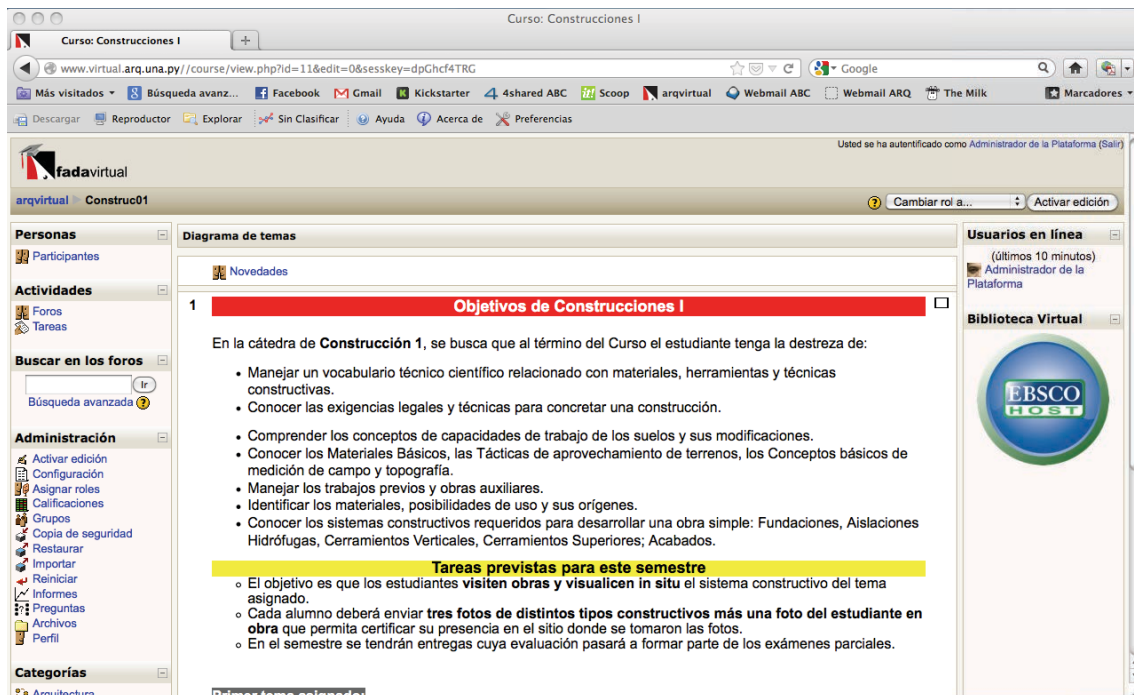 Curso: Construcciones I
Curso: Construcciones I
www.virtual.arq.una.py//course/view.php?id=11&edit=0&sesskey=dpGhcf4TRG
Google
Más visitados
Búsqueda avanz...
Facebook
Gmail
Kickstarter
4shared ABC
Scoop
arqvirtual
Webmail ABC
Webmail ARQ
The Milk
Marcadores
Descargar
Reproductor
Explorar
Sin Clasificar
Ayuda
Acerca de
Preferencias
Usted se ha autentificado como Administrador de la Plataforma (Salir)
fadavirtual
arqvirtual
Construc01
Cambiar rol a...
Activar edición
Personas
Participantes
Actividades
Foros
Tareas
Buscar en los foros
Ir
Búsqueda avanzada
Administración
Activar edición
Configuración
Asignar roles
Calificaciones
Grupos
Copia de seguridad
Restaurar
Importar
Reiniciar
Informes
Preguntas
Archivos
Perfil
Categorías
Arquitectura
Diagrama de temas
Novedades
1
Objetivos de Construcciones I
En la cátedra de Construcción 1, se busca que al término del Curso el estudiante tenga la destreza de:
• Manejar un vocabulario técnico científico relacionado con materiales, herramientas y técnicas
constructivas.
• Conocer las exigencias legales y técnicas para concretar una construcción.
• Comprender los conceptos de capacidades de trabajo de los suelos y sus modificaciones.
• Conocer los Materiales Básicos, las Tácticas de aprovechamiento de terrenos, los Conceptos básicos de
medición de campo y topografía.
• Manejar los trabajos previos y obras auxiliares.
• Identificar los materiales, posibilidades de uso y sus orígenes.
• Conocer los sistemas constructivos requeridos para desarrollar una obra simple: Fundaciones, Aislaciones
Hidrófugas, Cerramientos Verticales, Cerramientos Superiores; Acabados.
Tareas previstas para este semestre
◦ El objetivo es que los estudiantes visiten obras y visualicen in situ el sistema constructivo del tema
asignado.
◦ Cada alumno deberá enviar tres fotos de distintos tipos constructivos más una foto del estudiante en
obra que permita certificar su presencia en el sitio donde se tomaron las fotos.
◦ En el semestre se tendrán entregas cuya evaluación pasará a formar parte de los exámenes parciales.
Primer tema asignado:
Usuarios en línea
(últimos 10 minutos)
Administrador de la
Plataforma
Biblioteca Virtual
EBSCO
HOST